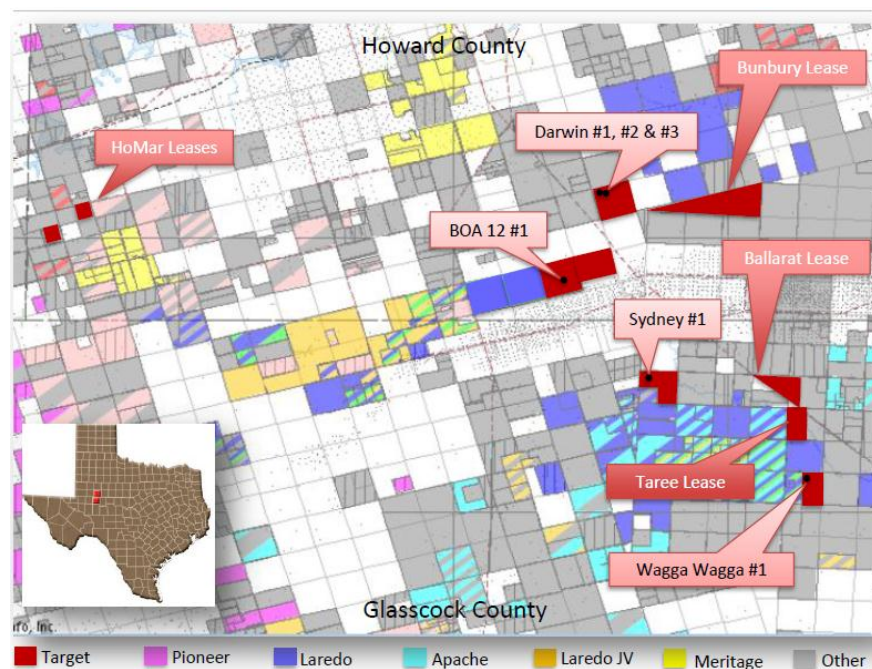 Howard County
Bunbury Lease
Darwin #1, #2 & #3
HoMar Leases
BOA 12 #1
Ballarat Lease
Sydney #1
Taree Lease
Wagga Wagga #1
Glasscock County
Inc.
Target
Pioneer
Laredo
Apache
Laredo JV
Meritage
Other